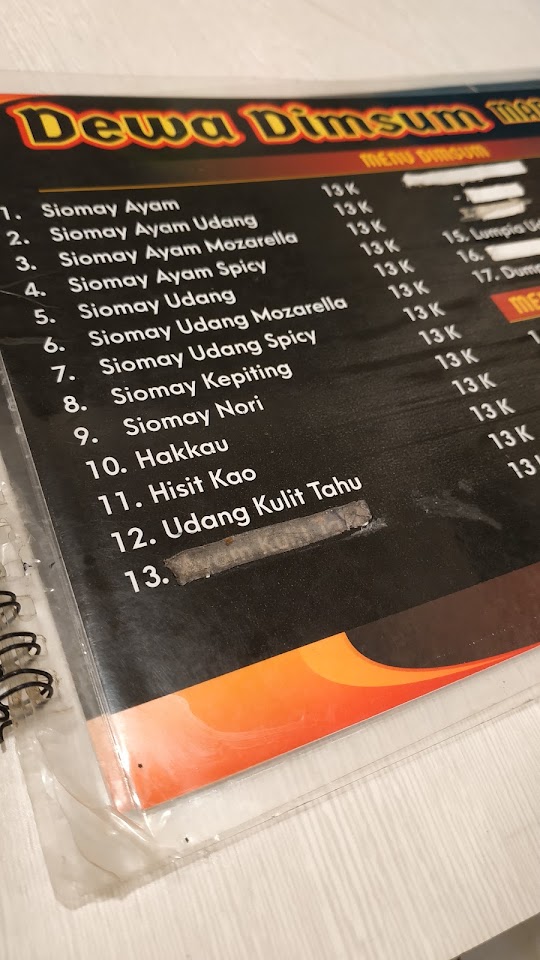 Dewa Dimsum
MENU DIMSUM
1. Siomay Ayam 13 K
2. Siomay Ayam Udang 13 K
3. Siomay Ayam Mozarella 13 K
4. Siomay Ayam Spicy 13 K
5. Siomay Udang 13 K
6. Siomay Udang Mozarella 13 K
7. Siomay Udang Spicy 13 K
8. Siomay Kepiting 13 K
9. Siomay Nori 13 K
10. Hakkau 13 K
11. Hisit Kao 13 K
12. Udang Kulit Tahu 13 K
13. 13
15. Lumpia
16.
17.